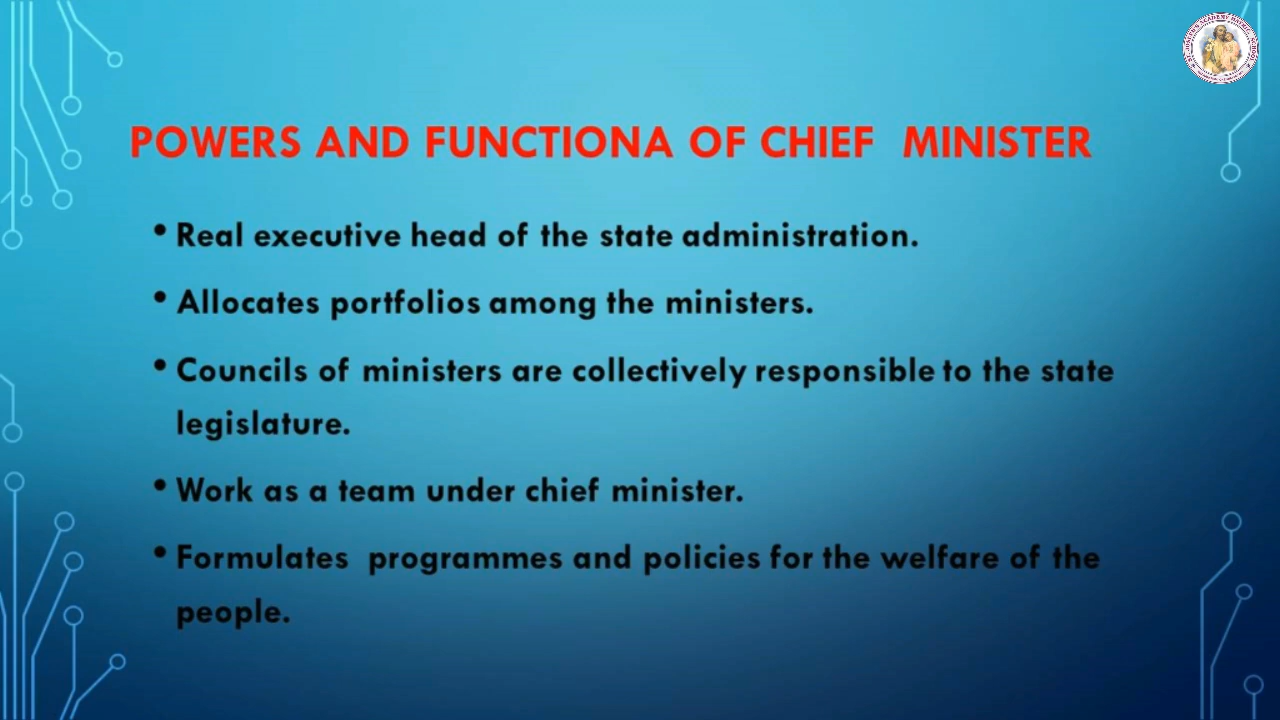 POWERS AND FUNCTIONA OF CHIEF MINISTER
• Real executive head of the state administration.
• Allocates portfolios among the ministers.
• Councils of ministers are collectively responsible to the state
legislature.
• Work as a team under chief minister.
• Formulates programmes and policies for the welfare of the
people.